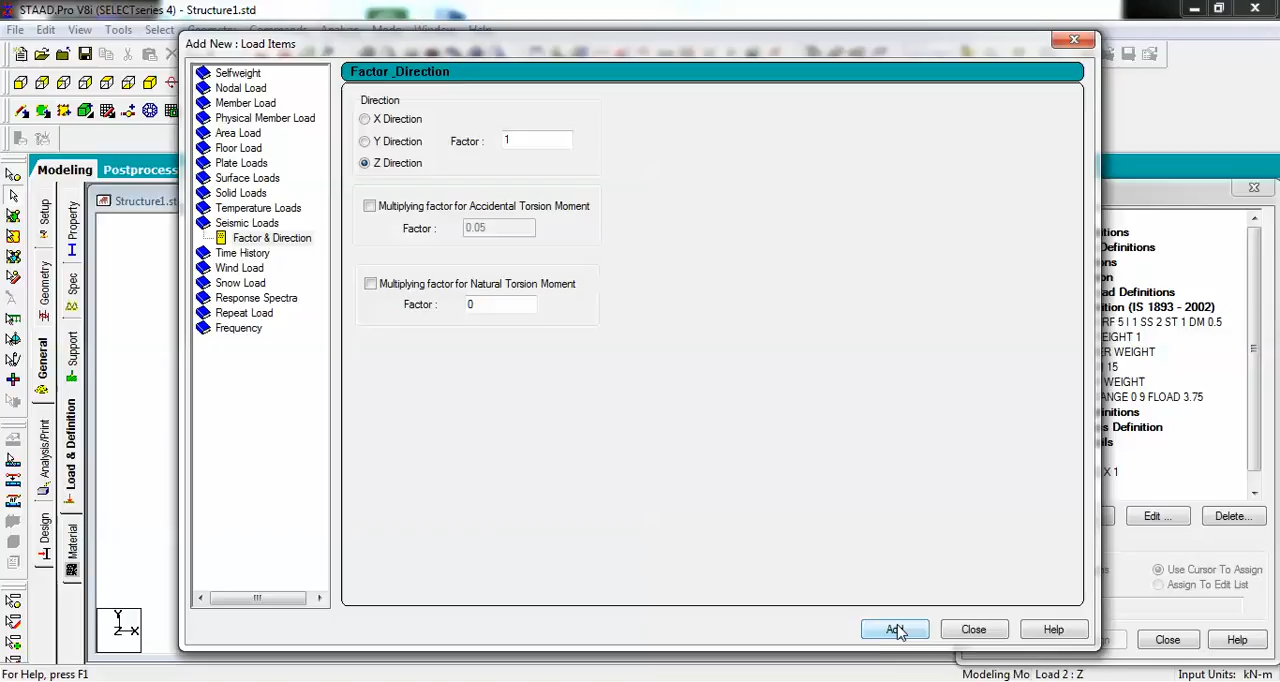 STAAD.Pro V8i (SELECTseries 4) - Structure1.std
File Edit View Tools Select
Add New : Load Items
Selfweight
Nodal Load
Member Load
Physical Member Load
Area Load
Floor Load
Plate Loads
Surface Loads
Solid Loads
Temperature Loads
Seismic Loads
Factor & Direction
Time History
Wind Load
Snow Load
Response Spectra
Repeat Load
Frequency
Factor _Direction
Direction
X Direction
Y Direction
Factor : 1
Z Direction
Multiplying factor for Accidental Torsion Moment
Factor : 0.05
Multiplying factor for Natural Torsion Moment
Factor : 0
Add
Close
Help
Modeling
Postprocess
Structure1.st
Setup
Geometry
General
Analysis/Print
Design
Property
Spec
Support
Load & Definition
Material
Y
Z X
itions
Definitions
ns
on
ad Definitions
ition (IS 1893 - 2002)
RF 5 I 1 SS 2 ST 1 DM 0.5
WEIGHT 1
ER WEIGHT
15
WEIGHT
ANGE 0 9 FLOAD 3.75
initions
s Definition
ls
X 1
Edit ...
Delete...
Use Cursor To Assign
Assign To Edit List
Close
Help
For Help, press F1
Modeling Mo Load 2 : Z
Input Units: kN-m